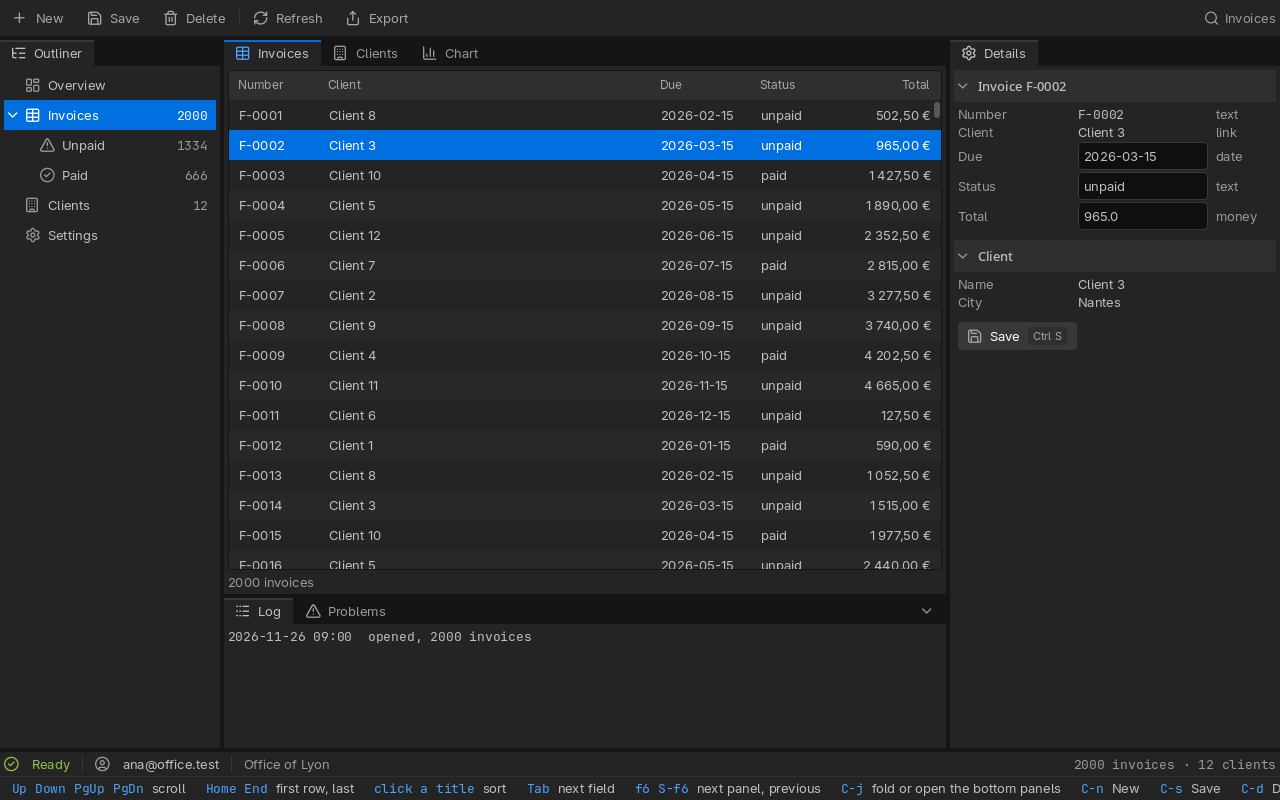 New Save Delete Refresh Export Invoices
Outliner
Overview
Invoices 2000
Unpaid 1334
Paid 666
Clients 12
Settings
Invoices Clients Chart
Number Client Due Status Total
F-0001 Client 8 2026-02-15 unpaid 502,50 €
F-0002 Client 3 2026-03-15 unpaid 965,00 €
F-0003 Client 10 2026-04-15 paid 1 427,50 €
F-0004 Client 5 2026-05-15 unpaid 1 890,00 €
F-0005 Client 12 2026-06-15 unpaid 2 352,50 €
F-0006 Client 7 2026-07-15 paid 2 815,00 €
F-0007 Client 2 2026-08-15 unpaid 3 277,50 €
F-0008 Client 9 2026-09-15 unpaid 3 740,00 €
F-0009 Client 4 2026-10-15 paid 4 202,50 €
F-0010 Client 11 2026-11-15 unpaid 4 665,00 €
F-0011 Client 6 2026-12-15 unpaid 127,50 €
F-0012 Client 1 2026-01-15 paid 590,00 €
F-0013 Client 8 2026-02-15 unpaid 1 052,50 €
F-0014 Client 3 2026-03-15 unpaid 1 515,00 €
F-0015 Client 10 2026-04-15 paid 1 977,50 €
F-0016 Client 5 2026-05-15 unpaid 2 440,00 €
2000 invoices
Log Problems
2026-11-26 09:00 opened, 2000 invoices
Details
Invoice F-0002
Number F-0002 text
Client Client 3 link
Due 2026-03-15 date
Status unpaid text
Total 965.0 money
Client
Name Client 3
City Nantes
Save Ctrl S
Ready ana@office.test Office of Lyon 2000 invoices · 12 clients
Up Down PgUp PgDn scroll Home End first row, last click a title sort Tab next field f6 S-f6 next panel, previous C-j fold or open the bottom panels C-n New C-s Save C-d D